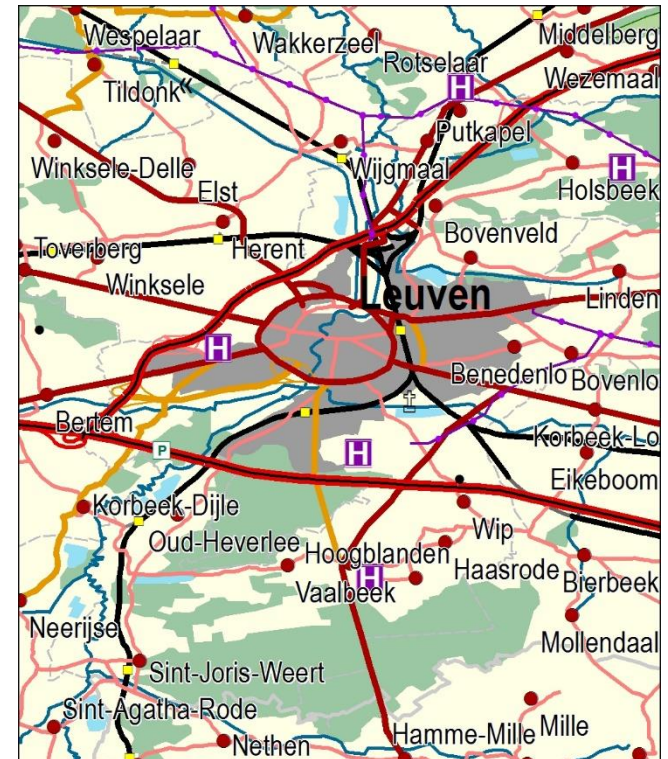 Wespelaar
Wakkerzeel
Middelberg
Rotselaar
H
Wezemaal
Tildonk
Putkapel
Winksele-Delle
Wijgmaal
H
Holsbeek
Elst
Bovenveld
Toverberg
Herent
Winksele
Leuven
Linden
H
Benedenlo
Bovenlo
Bertem
P
H
Korbeek-Lo
Eikeboom
Korbeek-Dijle
Wip
Oud-Heverlee
Hoogblanden
H
Haasrode
Bierbeek
Vaalbeek
Neerijse
Mollendaal
Sint-Joris-Weert
Sint-Agatha-Rode
Nethen
Hamme-Mille
Mille